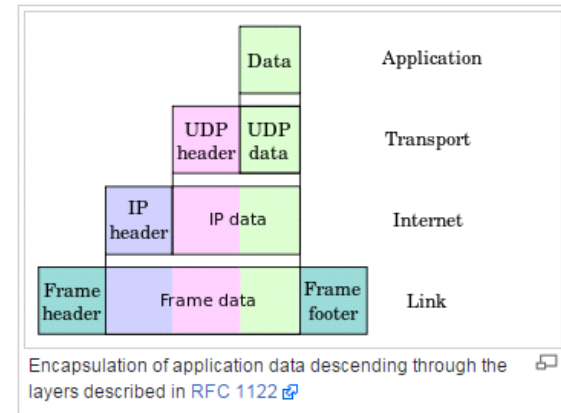 Data Application
UDP header UDP data Transport
IP header IP data Internet
Frame header Frame data Frame footer Link
Encapsulation of application data descending through the
layers described in RFC 1122